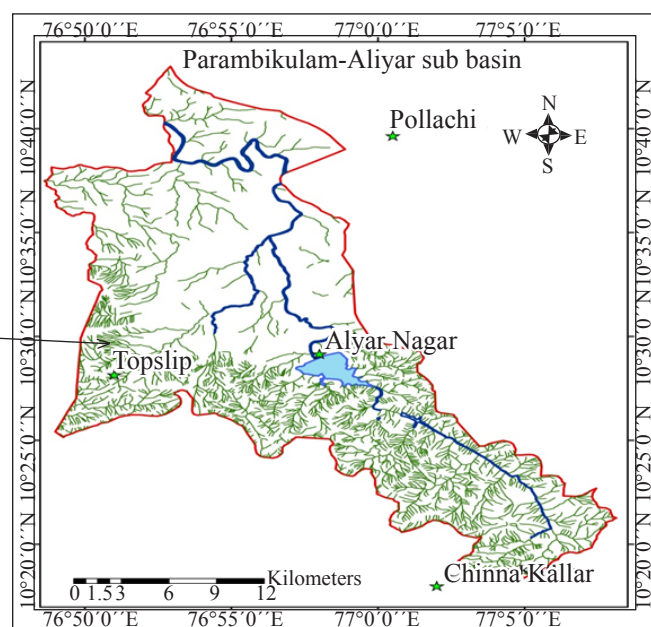 76°50´0´´E 76°55´0´´E 77°0´0´´E 77°5´0´´E
Parambikulam-Aliyar sub basin
Pollachi
N
W E
S
10°40´0´´N 10°40´0´´N
10°35´0´´N 10°35´0´´N
10°30´0´´N 10°30´0´´N
Alyar Nagar
Topslip
10°25´0´´N 10°25´0´´N
10°20´0´´N 10°20´0´´N
Chinna Kallar
Kilometers
0 1.53 6 9 12
76°50´0´´E 76°55´0´´E 77°0´0´´E 77°5´0´´E